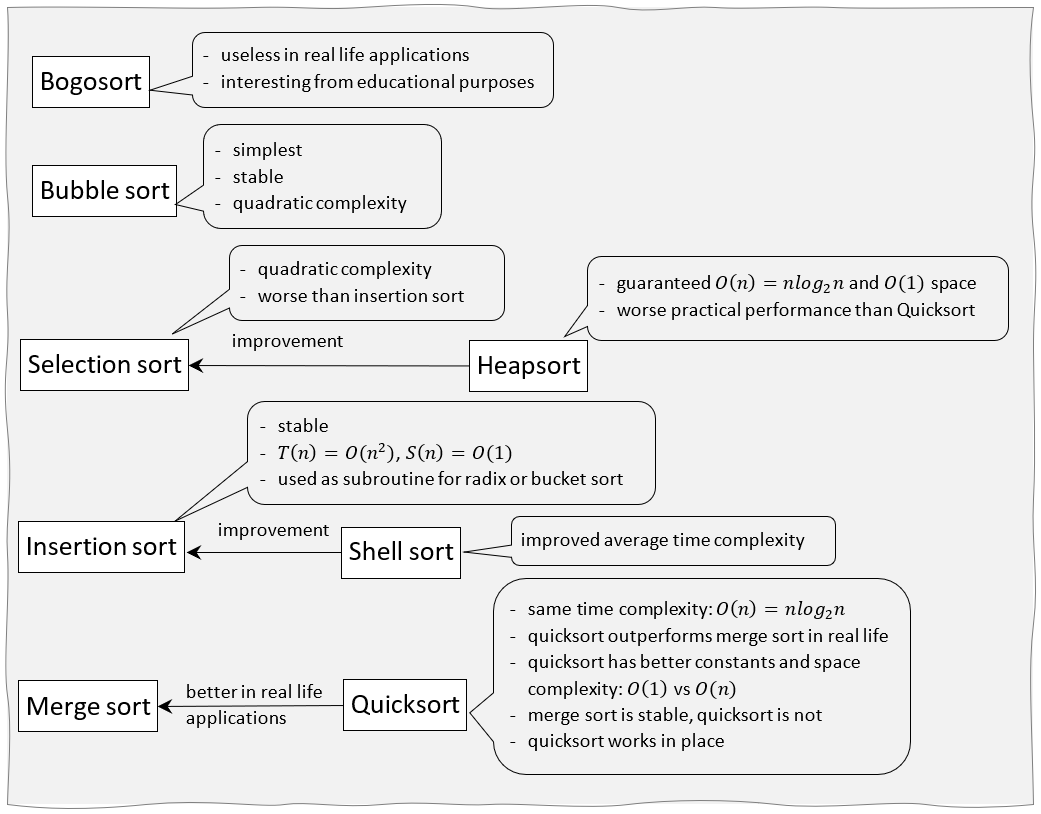 Bogosort
- useless in real life applications
- interesting from educational purposes
Bubble sort
- simplest
- stable
- quadratic complexity
Selection sort
- quadratic complexity
- worse than insertion sort
improvement
Heapsort
- guaranteed O(n) = nlog₂n and O(1) space
- worse practical performance than Quicksort
Insertion sort
- stable
- T(n) = O(n²), S(n) = O(1)
- used as subroutine for radix or bucket sort
improvement
Shell sort
improved average time complexity
Merge sort
better in real life
applications
Quicksort
- same time complexity: O(n) = nlog₂n
- quicksort outperforms merge sort in real life
- quicksort has better constants and space
complexity: O(1) vs O(n)
- merge sort is stable, quicksort is not
- quicksort works in place